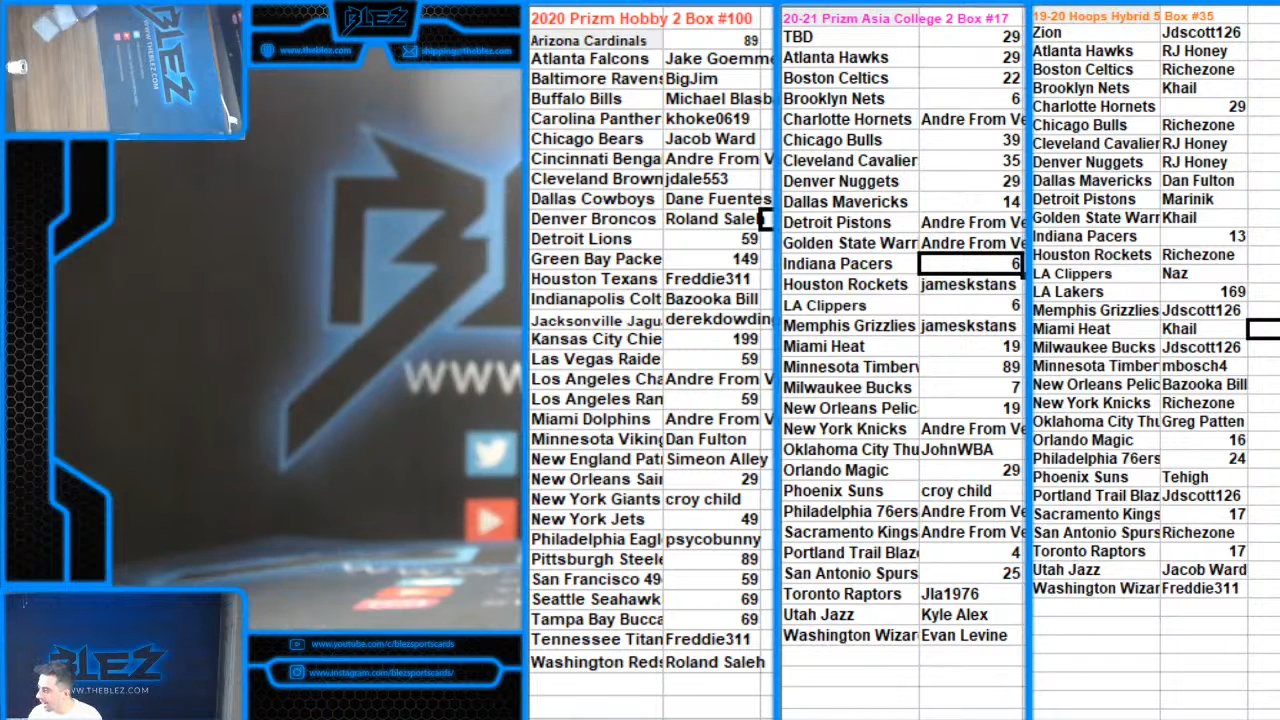 BLEZ
www.theblez.com
shipping@theblez.com
BLEZ
WWW.THEBLEZ
WWW
www.youtube.com/c/blezsportscards
www.instagram.com/blezsportscards/
BLEZ
WWW.THEBLEZ.COM
2020 Prizm Hobby 2 Box #100
Arizona Cardinals 89
Atlanta Falcons Jake Goemme
Baltimore Ravens BigJim
Buffalo Bills Michael Blasb
Carolina Panther khoke0619
Chicago Bears Jacob Ward
Cincinnati Benga Andre From V
Cleveland Brown jdale553
Dallas Cowboys Dane Fuentes
Denver Broncos Roland Saleh
Detroit Lions 59
Green Bay Packe 149
Houston Texans Freddie311
Indianapolis Colt Bazooka Bill
Jacksonville Jagu derekdowding
Kansas City Chie 199
Las Vegas Raide 59
Los Angeles Cha Andre From V
Los Angeles Ran 59
Miami Dolphins Andre From V
Minnesota Viking Dan Fulton
New England Pat Simeon Alley
New Orleans Sai 29
New York Giants croy child
New York Jets 49
Philadelphia Eagl psycobunny
Pittsburgh Steele 89
San Francisco 49 59
Seattle Seahawk 69
Tampa Bay Bucca 69
Tennessee Titan Freddie311
Washington Reds Roland Saleh
20-21 Prizm Asia College 2 Box #17
TBD 29
Atlanta Hawks 29
Boston Celtics 22
Brooklyn Nets 6
Charlotte Hornets Andre From Ve
Chicago Bulls 39
Cleveland Cavalier 35
Denver Nuggets 29
Dallas Mavericks 14
Detroit Pistons Andre From Ve
Golden State Warr Andre From Ve
Indiana Pacers 6
Houston Rockets jameskstans
LA Clippers 6
Memphis Grizzlies jameskstans
Miami Heat 19
Minnesota Timberv 89
Milwaukee Bucks 7
New Orleans Pelic 19
New York Knicks Andre From Ve
Oklahoma City Thu JohnWBA
Orlando Magic 29
Phoenix Suns croy child
Philadelphia 76ers Andre From Ve
Sacramento Kings Andre From Ve
Portland Trail Blaz 4
San Antonio Spurs 25
Toronto Raptors Jla1976
Utah Jazz Kyle Alex
Washington Wizar Evan Levine
19-20 Hoops Hybrid 5 Box #35
Zion Jdscott126
Atlanta Hawks RJ Honey
Boston Celtics Richezone
Brooklyn Nets Khail
Charlotte Hornets 29
Chicago Bulls Richezone
Cleveland Cavalier RJ Honey
Denver Nuggets RJ Honey
Dallas Mavericks Dan Fulton
Detroit Pistons Marinik
Golden State Warr Khail
Indiana Pacers 13
Houston Rockets Richezone
LA Clippers Naz
LA Lakers 169
Memphis Grizzlies Jdscott126
Miami Heat Khail
Milwaukee Bucks Jdscott126
Minnesota Timber mbosch4
New Orleans Pelic Bazooka Bill
New York Knicks Richezone
Oklahoma City Thu Greg Patten
Orlando Magic 16
Philadelphia 76ers 24
Phoenix Suns Tehigh
Portland Trail Blaz Jdscott126
Sacramento Kings 17
San Antonio Spurs Richezone
Toronto Raptors 17
Utah Jazz Jacob Ward
Washington Wizar Freddie311